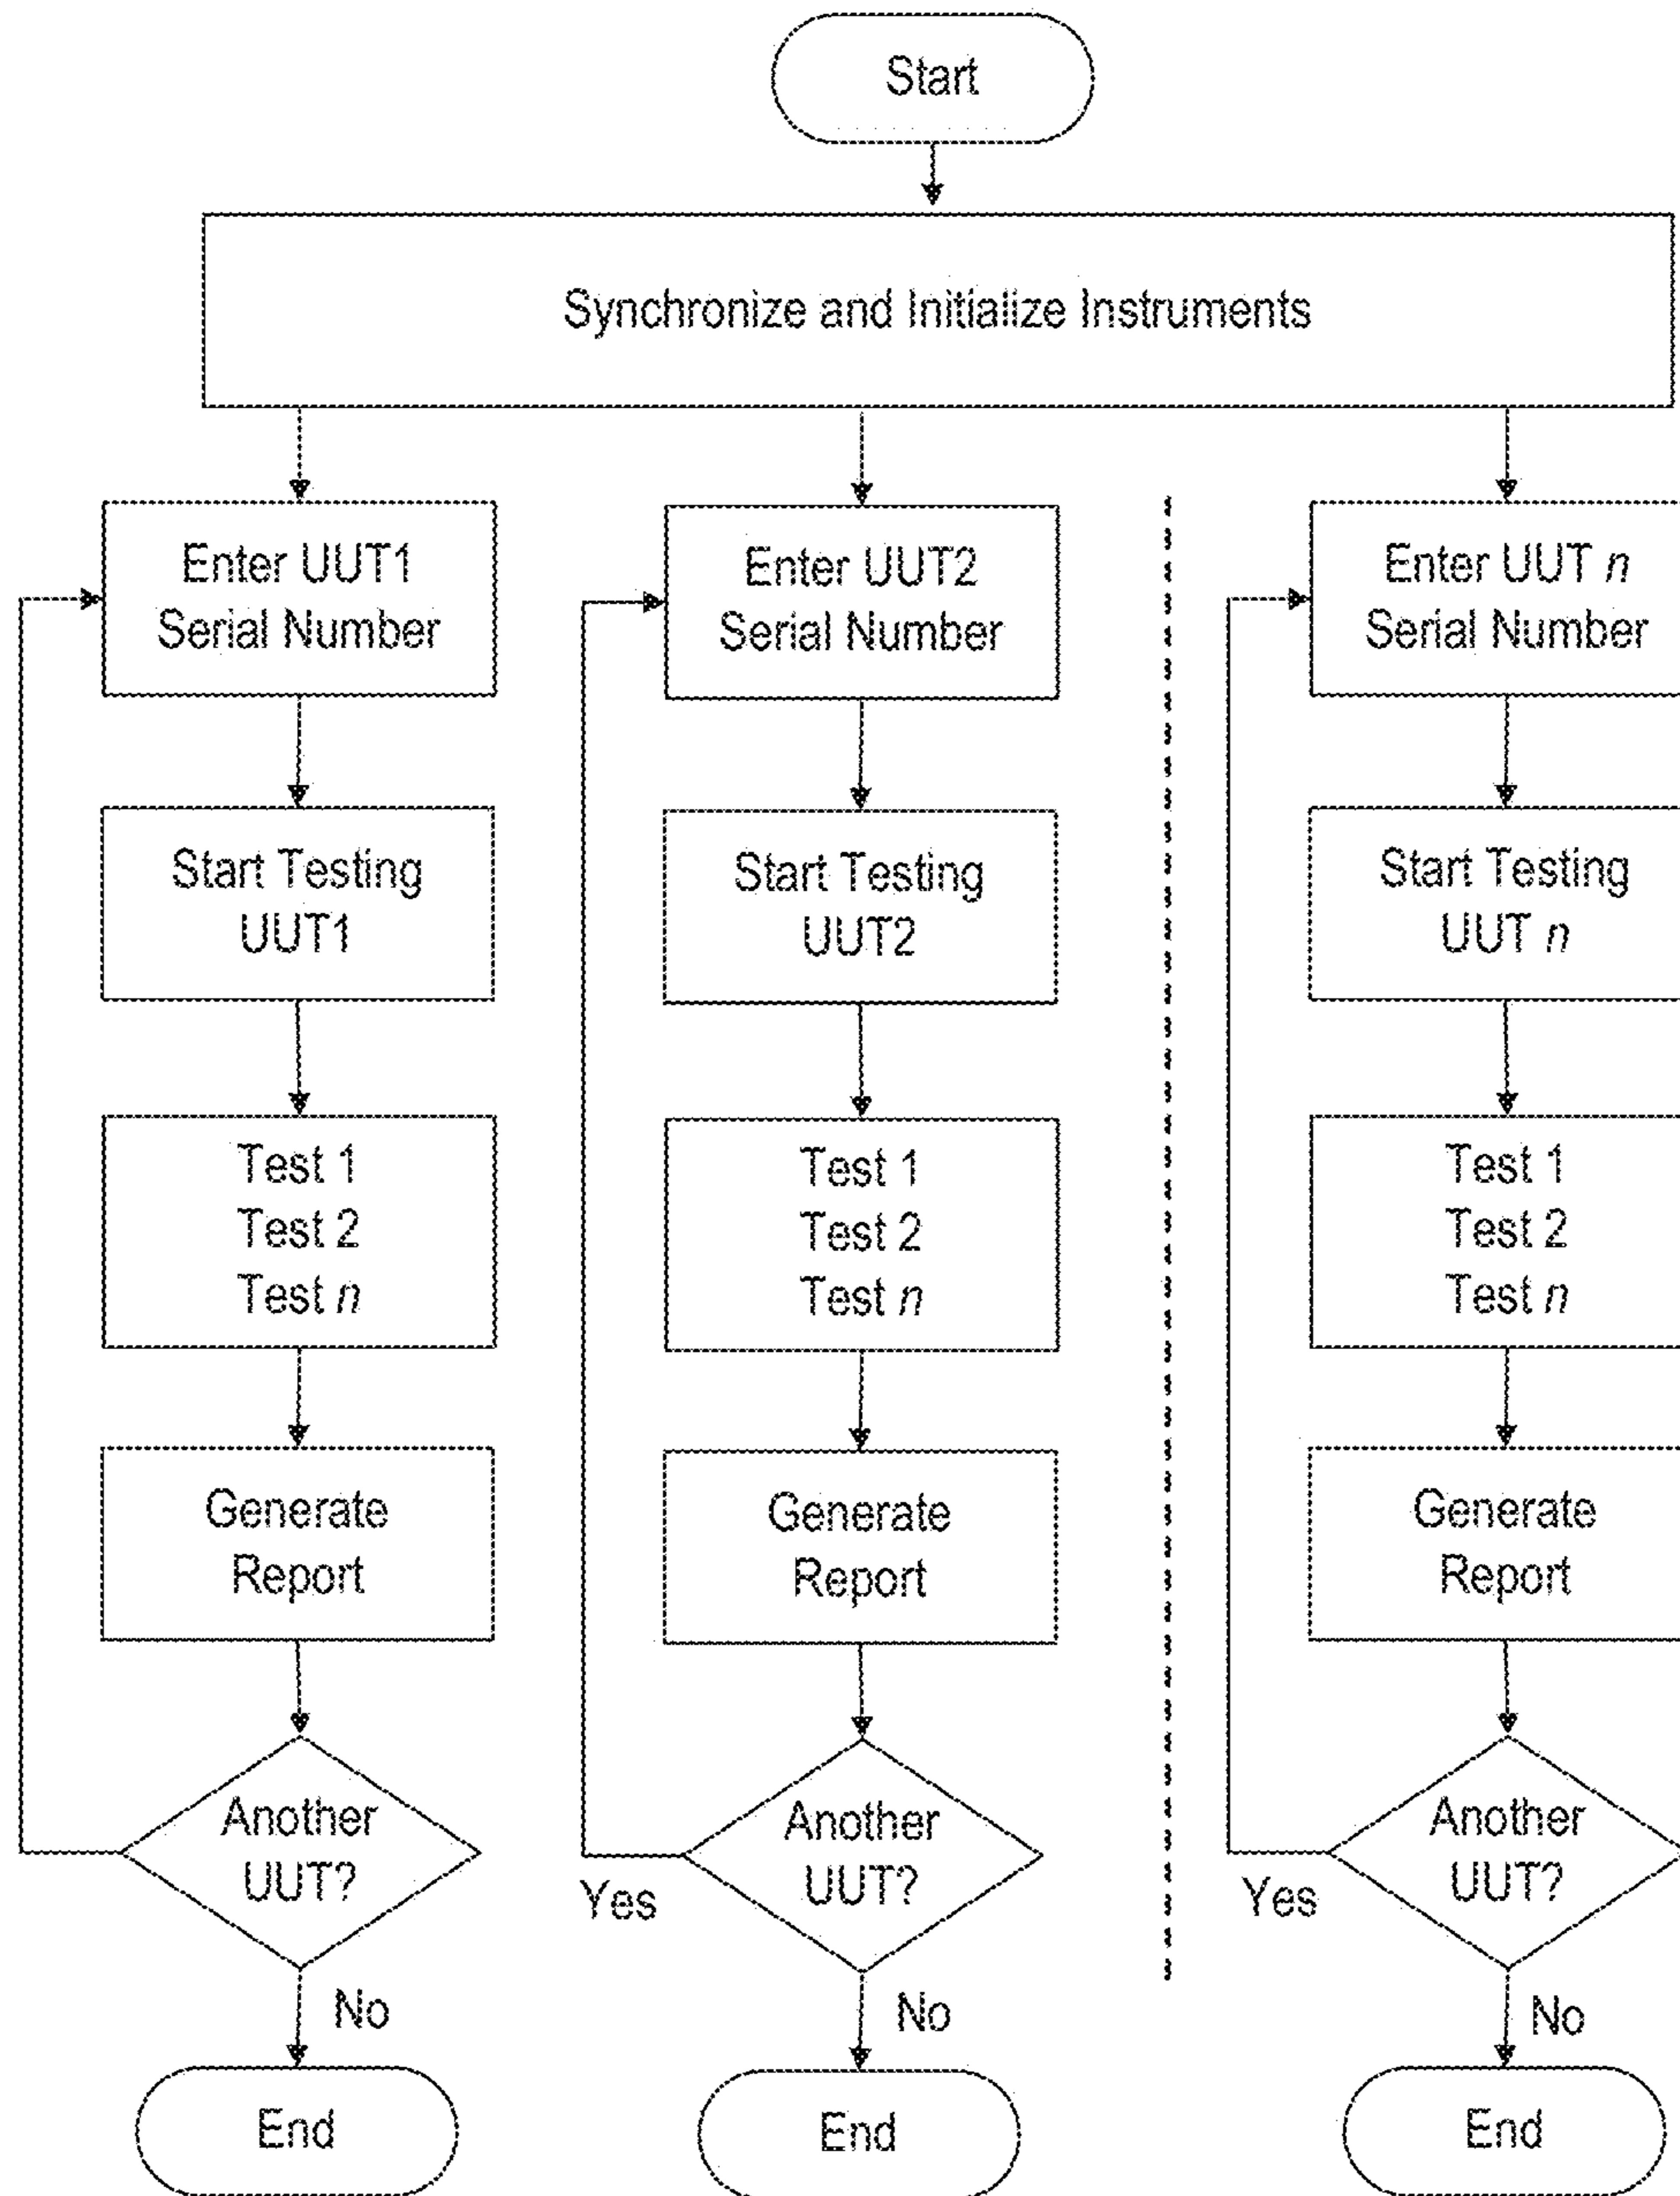 Start
Synchronize and Initialize Instruments
Enter UUT1
Serial Number
Enter UUT2
Serial Number
Enter UUT n
Serial Number
Start Testing
UUT1
Start Testing
UUT2
Start Testing
UUT n
Test 1
Test 2
Test n
Test 1
Test 2
Test n
Test 1
Test 2
Test n
Generate
Report
Generate
Report
Generate
Report
Another
UUT?
Yes
Another
UUT?
Yes
Another
UUT?
No
No
No
End
End
End